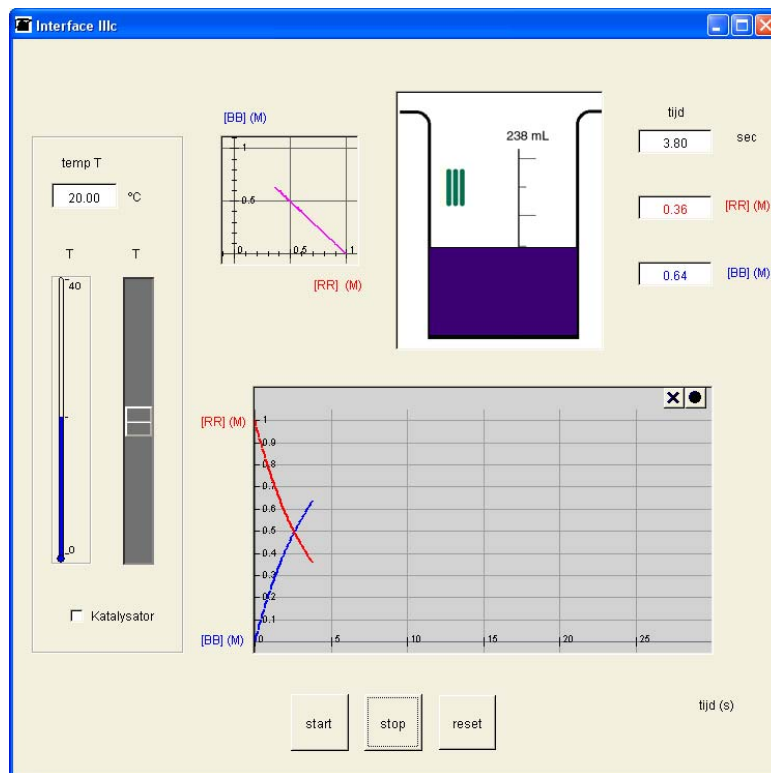 Interface IIIc
temp T
20.00 °C
T T
40
0
Katalysator
[BB] (M)
1
0.5
0 0.5 1
[RR] (M)
238 mL
tijd
3.80 sec
0.36 [RR] (M)
0.64 [BB] (M)
[RR] (M)
1
0.9
0.8
0.7
0.6
0.5
0.4
0.3
0.2
0.1
[BB] (M)
0 5 10 15 20 25
tijd (s)
start stop reset